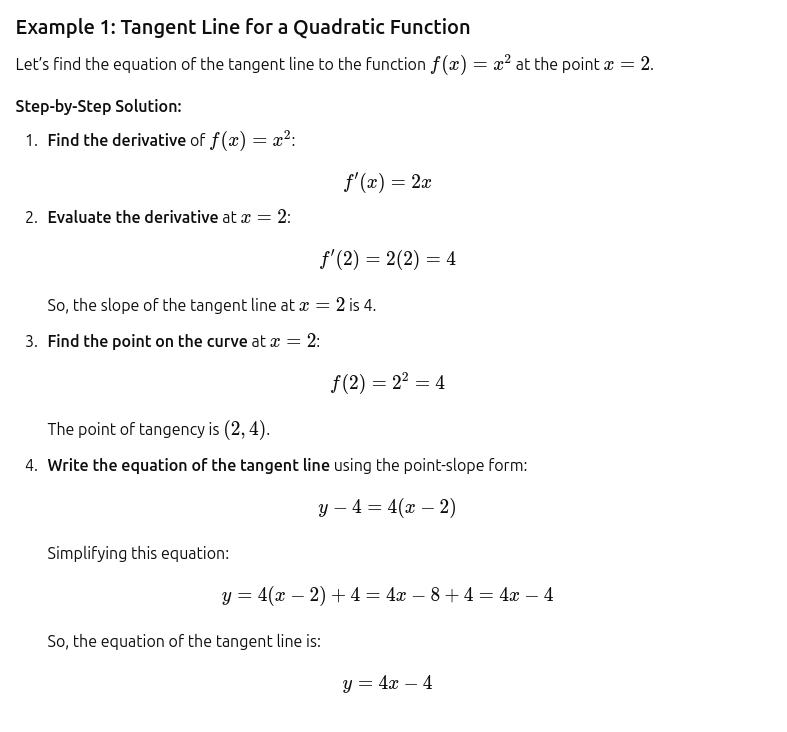 Example 1: Tangent Line for a Quadratic Function
Let's find the equation of the tangent line to the function f(x) = x² at the point x = 2.
Step-by-Step Solution:
1. Find the derivative of f(x) = x²:
f′(x) = 2x
2. Evaluate the derivative at x = 2:
f′(2) = 2(2) = 4
So, the slope of the tangent line at x = 2 is 4.
3. Find the point on the curve at x = 2:
f(2) = 2² = 4
The point of tangency is (2, 4).
4. Write the equation of the tangent line using the point-slope form:
y − 4 = 4(x − 2)
Simplifying this equation:
y = 4(x − 2) + 4 = 4x − 8 + 4 = 4x − 4
So, the equation of the tangent line is:
y = 4x − 4